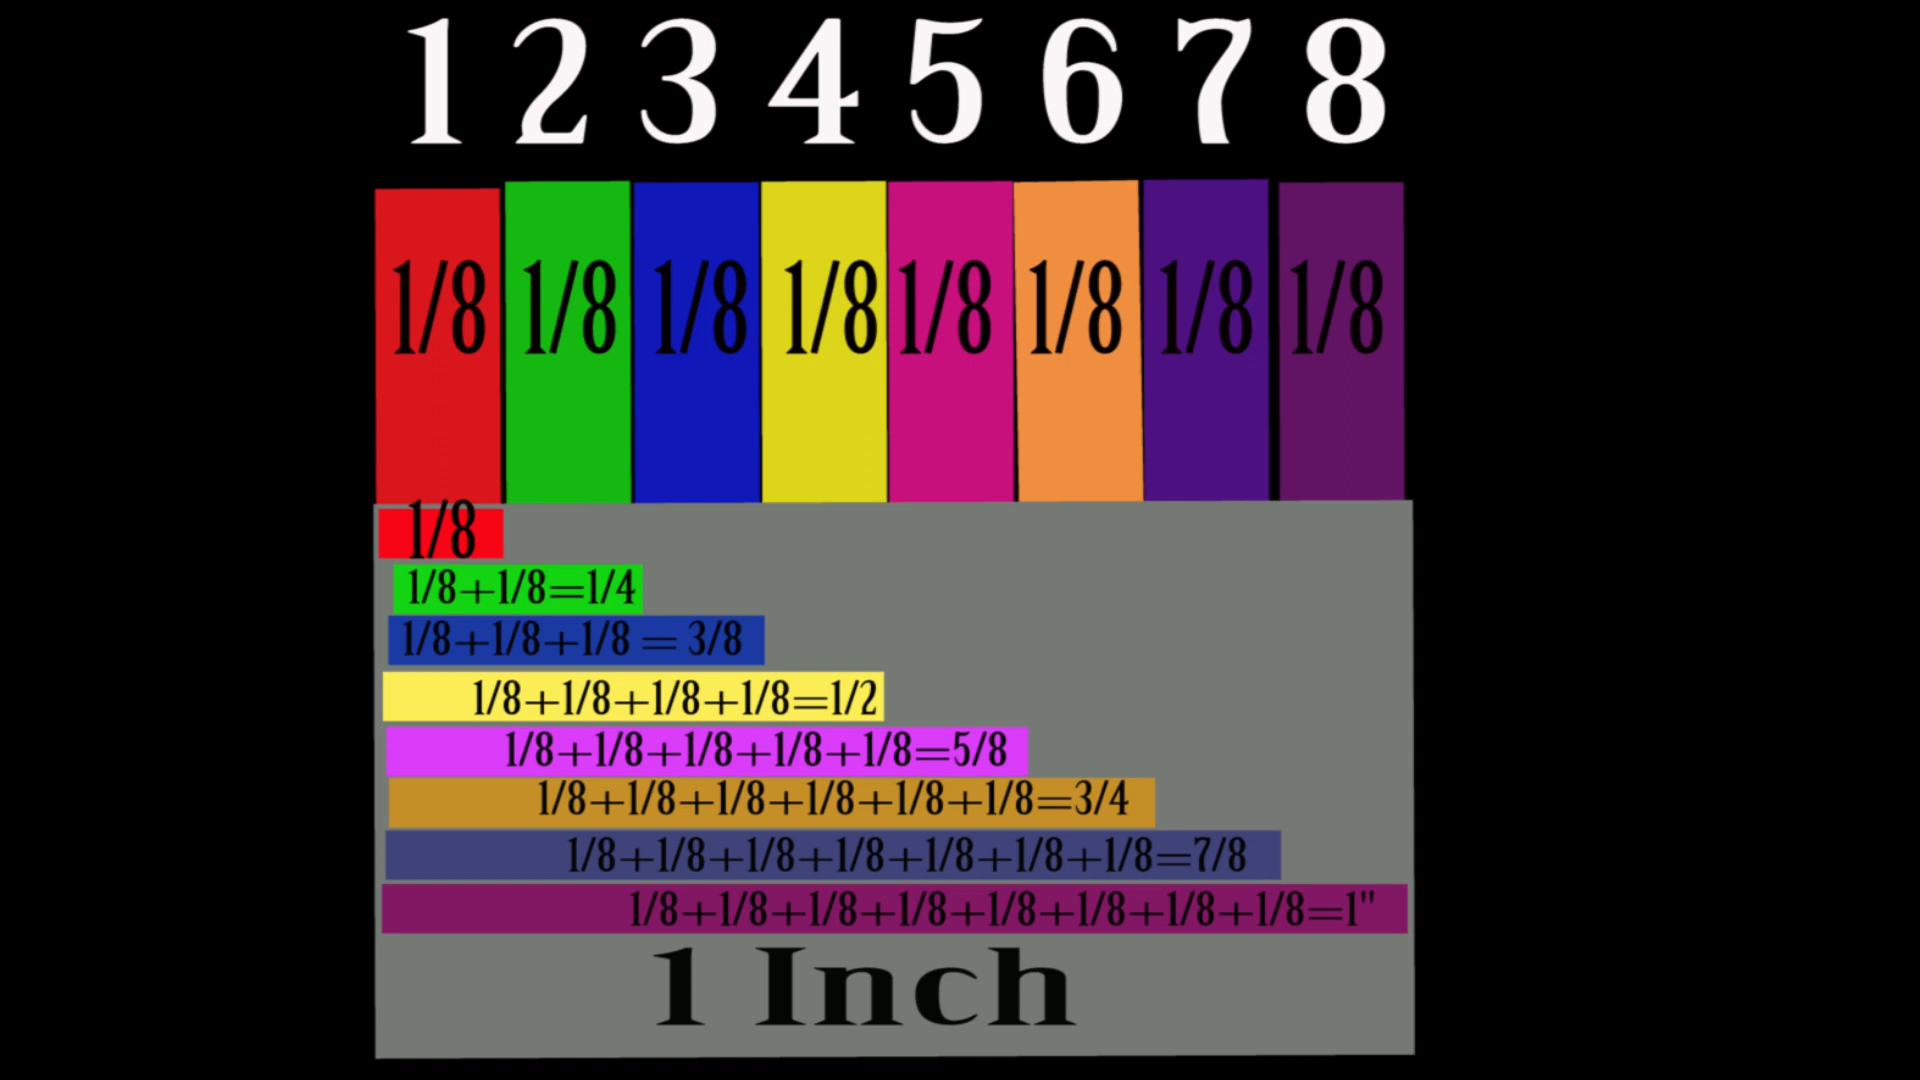 1 2 3 4 5 6 7 8
1/8 1/8 1/8 1/8 1/8 1/8 1/8 1/8
1/8
1/8+1/8=1/4
1/8+1/8+1/8 = 3/8
1/8+1/8+1/8+1/8=1/2
1/8+1/8+1/8+1/8+1/8=5/8
1/8+1/8+1/8+1/8+1/8+1/8=3/4
1/8+1/8+1/8+1/8+1/8+1/8+1/8=7/8
1/8+1/8+1/8+1/8+1/8+1/8+1/8+1/8=1"
1 Inch